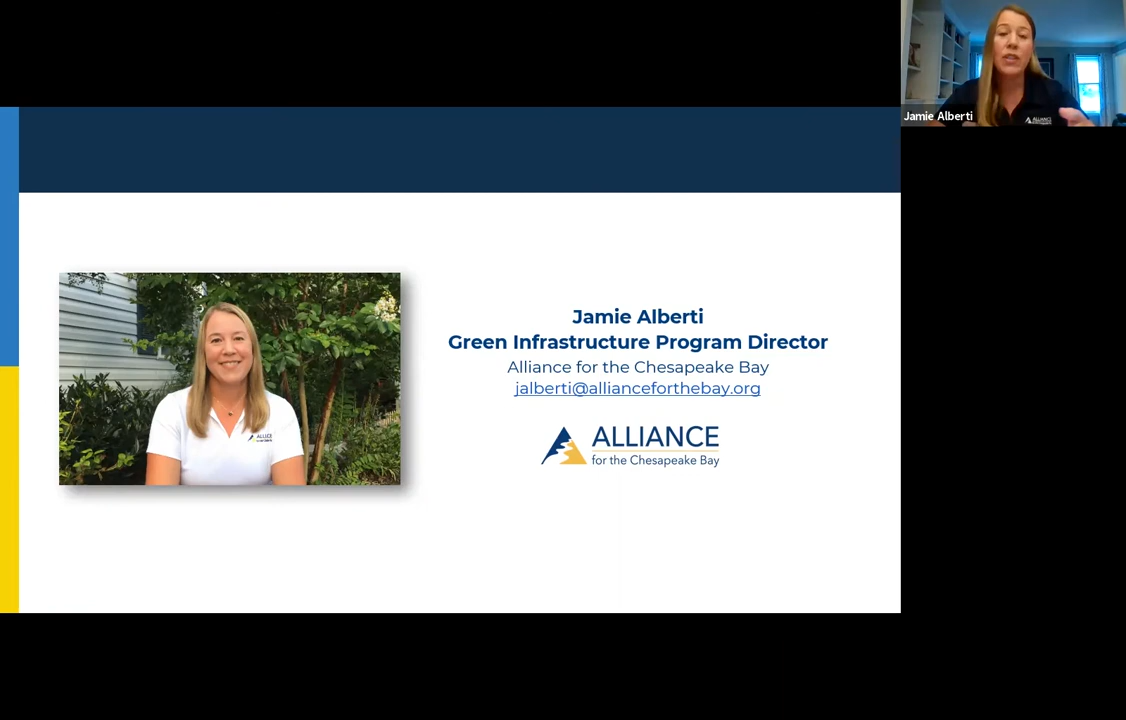 Jamie Alberti
Jamie Alberti
Green Infrastructure Program Director
Alliance for the Chesapeake Bay
jalberti@allianceforthebay.org
ALLIANCE
for the Chesapeake Bay
ALLIANCE